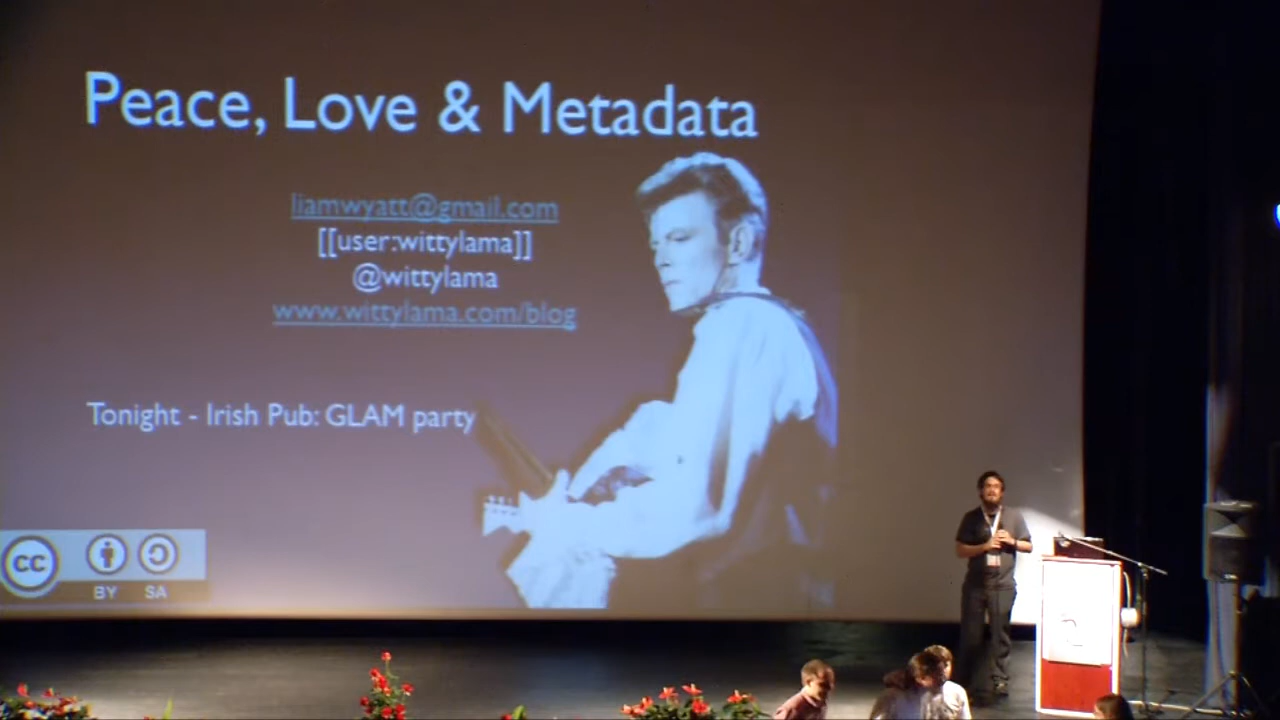 Peace, Love & Metadata
liamwyatt@gmail.com
[[user:wittylama]]
@wittylama
www.wittylama.com/blog
Tonight - Irish Pub: GLAM party
CC
BY SA